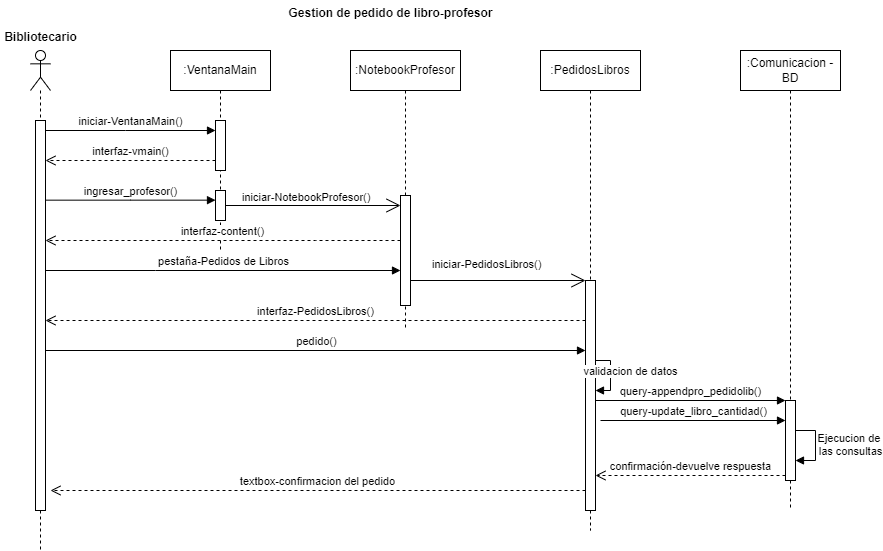 Gestion de pedido de libro-profesor
Bibliotecario
:VentanaMain
:NotebookProfesor
:PedidosLibros
:Comunicacion -
BD
iniciar-VentanaMain()
interfaz-vmain()
ingresar_profesor()
iniciar-NotebookProfesor()
interfaz-content()
pestaña-Pedidos de Libros
iniciar-PedidosLibros()
interfaz-PedidosLibros()
pedido()
validacion de datos
query-appendpro_pedidolib()
query-update_libro_cantidad()
Ejecucion de
las consultas
confirmación-devuelve respuesta
textbox-confirmacion del pedido